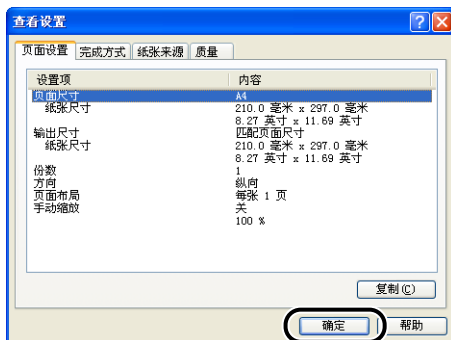 查看设置
页面设置 完成方式 纸张来源 质量
设置项 内容
页面尺寸 A4
纸张尺寸 210.0 毫米 x 297.0 毫米
8.27 英寸 x 11.69 英寸
输出尺寸 匹配页面尺寸
纸张尺寸 210.0 毫米 x 297.0 毫米
8.27 英寸 x 11.69 英寸
份数 1
方向 纵向
页面布局 每张 1 页
手动缩放 关
100 %
复制(C)
确定 帮助